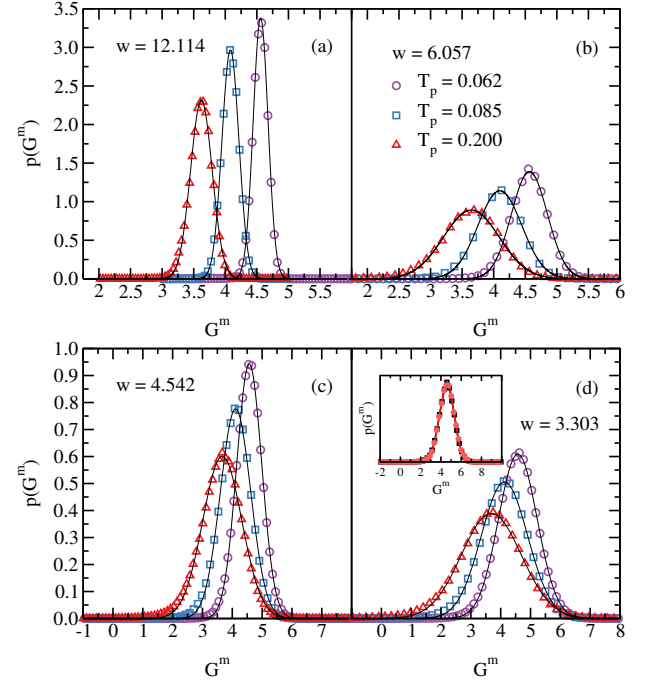 3.5
3.0
2.5
2.0
1.5
1.0
0.5
0.0
p(G^m)
w = 12.114
(a)
2 2.5 3 3.5 4 4.5 5 5.5
G^m
w = 6.057
(b)
T_p = 0.062
T_p = 0.085
T_p = 0.200
2 2.5 3 3.5 4 4.5 5 5.5 6
G^m
1.0
0.9
0.8
0.7
0.6
0.5
0.4
0.3
0.2
0.1
0.0
p(G^m)
w = 4.542
(c)
-1 0 1 2 3 4 5 6 7
G^m
(d)
w = 3.303
p(G^m)
-2 0 2 4 6 8
G^m
0 1 2 3 4 5 6 7 8
G^m